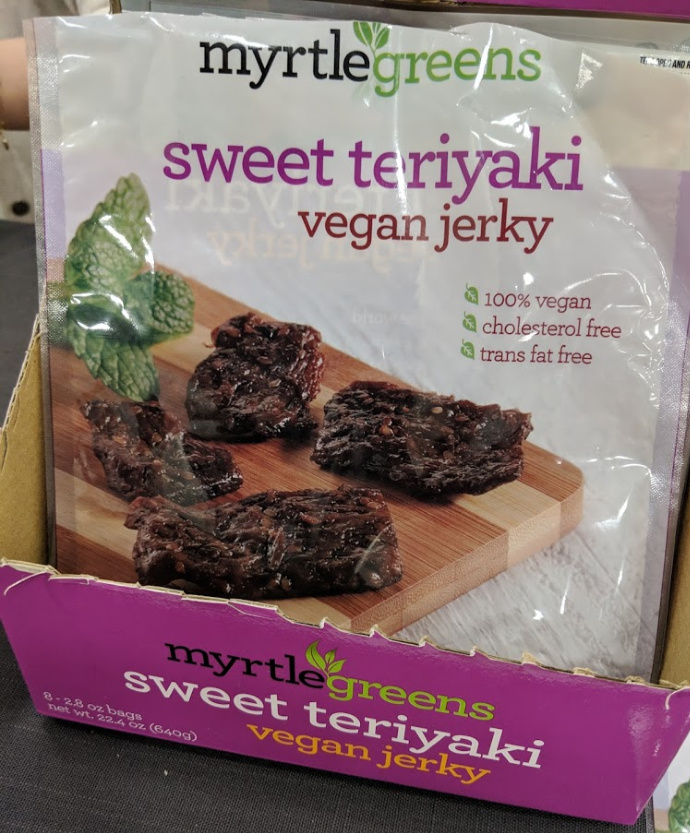 myrtlegreens
sweet teriyaki
vegan jerky
100% vegan
cholesterol free
trans fat free
myrtlegreens
sweet teriyaki
vegan jerky
8 - 2.8 oz bags
net wt. 22.4 oz (640g)